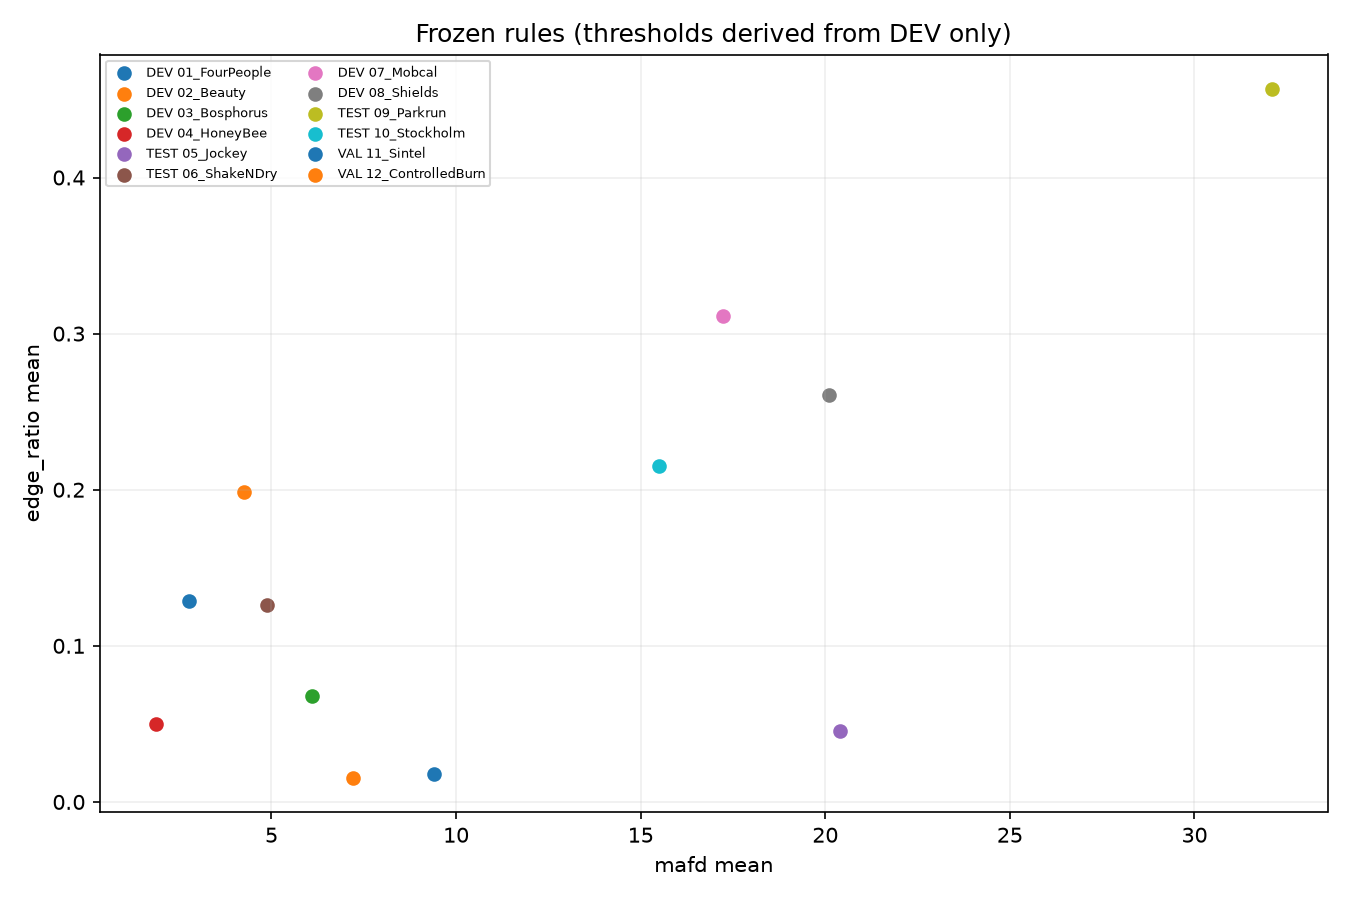 Frozen rules (thresholds derived from DEV only)
DEV 01_FourPeople
DEV 02_Beauty
DEV 03_Bosphorus
DEV 04_HoneyBee
TEST 05_Jockey
TEST 06_ShakeNDry
DEV 07_Mobcal
DEV 08_Shields
TEST 09_Parkrun
TEST 10_Stockholm
VAL 11_Sintel
VAL 12_ControlledBurn
edge_ratio mean
0.4
0.3
0.2
0.1
0.0
5 10 15 20 25 30
mafd mean